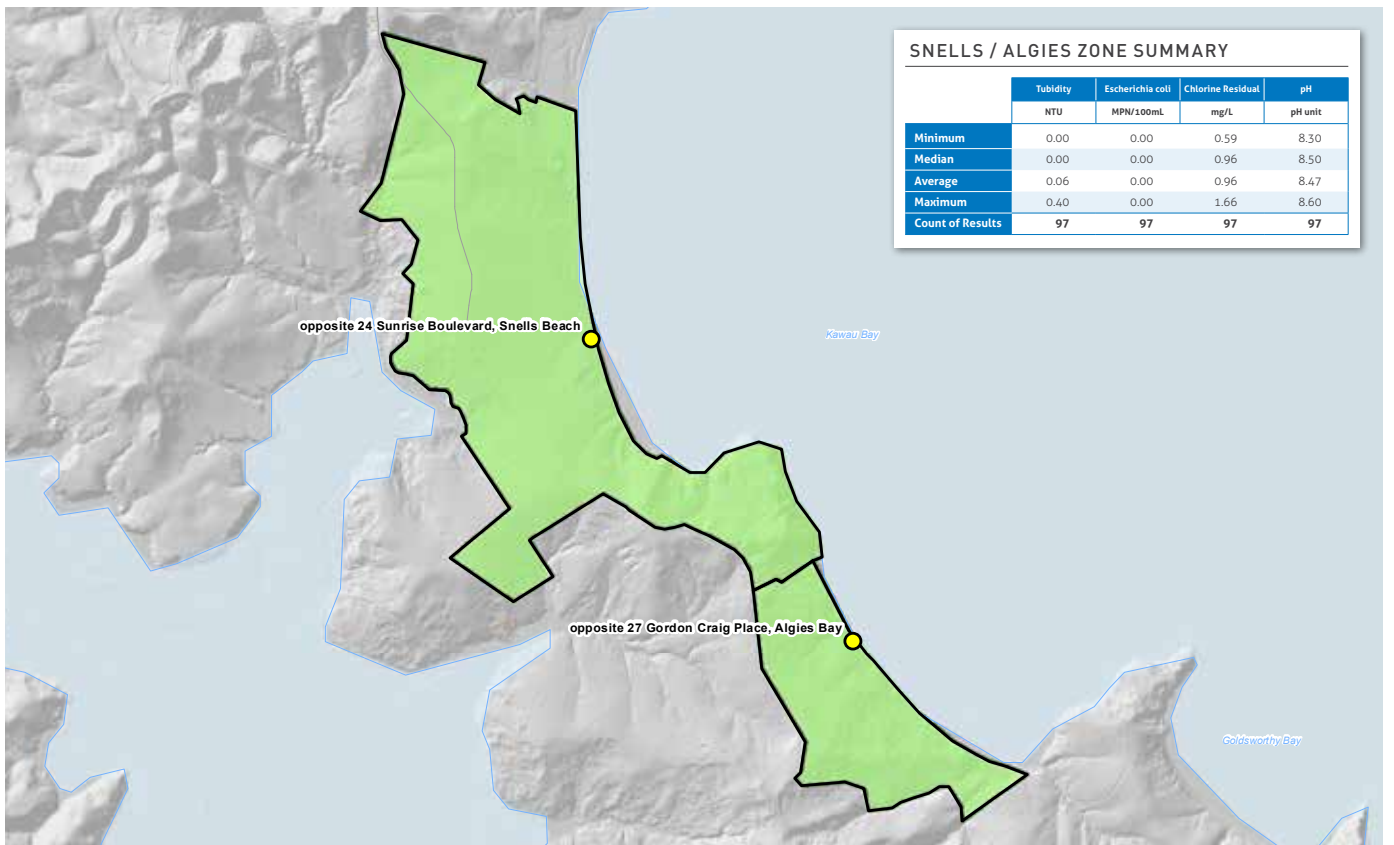 SNELLS / ALGIES ZONE SUMMARY
Tubidity Escherichia coli Chlorine Residual pH
NTU MPN/100mL mg/L pH unit
Minimum 0.00 0.00 0.59 8.30
Median 0.00 0.00 0.96 8.50
Average 0.06 0.00 0.96 8.47
Maximum 0.40 0.00 1.66 8.60
Count of Results 97 97 97 97
opposite 24 Sunrise Boulevard, Snells Beach
Kawau Bay
opposite 27 Gordon Craig Place, Algies Bay
Goldsworthy Bay